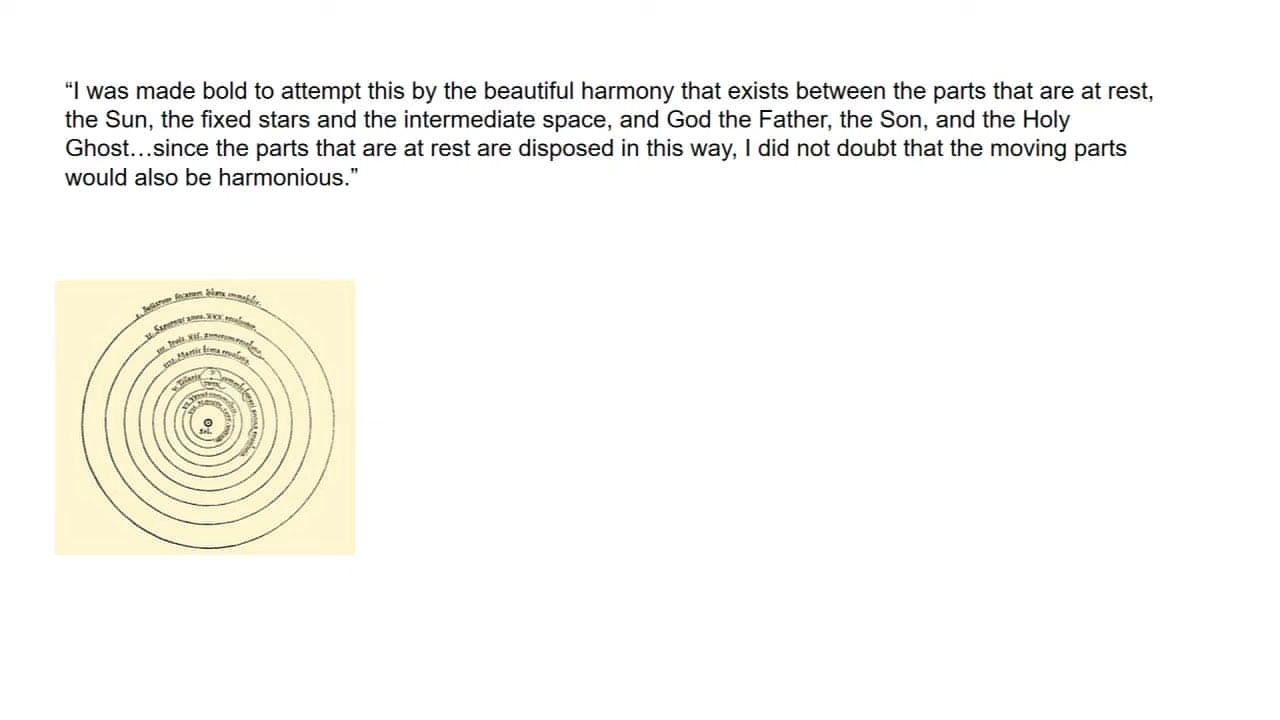 “I was made bold to attempt this by the beautiful harmony that exists between the parts that are at rest,
the Sun, the fixed stars and the intermediate space, and God the Father, the Son, and the Holy
Ghost…since the parts that are at rest are disposed in this way, I did not doubt that the moving parts
would also be harmonious.”
Sol.